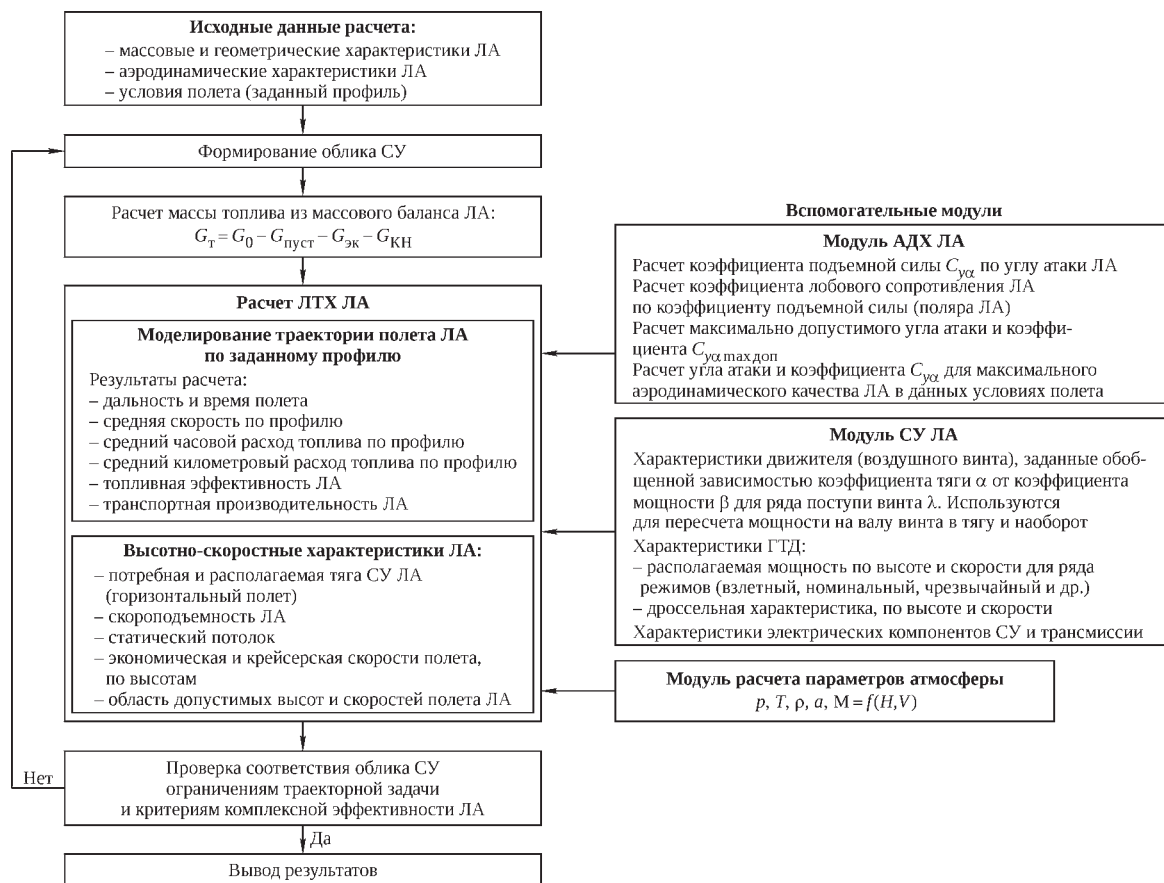 Исходные данные расчета:
– массовые и геометрические характеристики ЛА
– аэродинамические характеристики ЛА
– условия полета (заданный профиль)
Формирование облика СУ
Расчет массы топлива из массового баланса ЛА:
Gт = G0 – Gпуст – Gэк – GКН
Расчет ЛТХ ЛА
Моделирование траектории полета ЛА
по заданному профилю
Результаты расчета:
– дальность и время полета
– средняя скорость по профилю
– средний часовой расход топлива по профилю
– средний километровый расход топлива по профилю
– топливная эффективность ЛА
– транспортная производительность ЛА
Высотно-скоростные характеристики ЛА:
– потребная и располагаемая тяга СУ ЛА
(горизонтальный полет)
– скороподъемность ЛА
– статический потолок
– экономическая и крейсерская скорости полета,
по высотам
– область допустимых высот и скоростей полета ЛА
Проверка соответствия облика СУ
ограничениям траекторной задачи
и критериям комплексной эффективности ЛА
Нет
Да
Вывод результатов
Вспомогательные модули
Модуль АДХ ЛА
Расчет коэффициента подъемной силы Cyα по углу атаки ЛА
Расчет коэффициента лобового сопротивления ЛА
по коэффициенту подъемной силы (поляра ЛА)
Расчет максимально допустимого угла атаки и коэффи-
циента Cyα max доп
Расчет угла атаки и коэффициента Cyα для максимального
аэродинамического качества ЛА в данных условиях полета
Модуль СУ ЛА
Характеристики движителя (воздушного винта), заданные обоб-
щенной зависимостью коэффициента тяги α от коэффициента
мощности β для ряда поступи винта λ. Используются
для пересчета мощности на валу винта в тягу и наоборот
Характеристики ГТД:
– располагаемая мощность по высоте и скорости для ряда
режимов (взлетный, номинальный, чрезвычайный и др.)
– дроссельная характеристика, по высоте и скорости
Характеристики электрических компонентов СУ и трансмиссии
Модуль расчета параметров атмосферы
p, T, ρ, a, M = f(H,V)